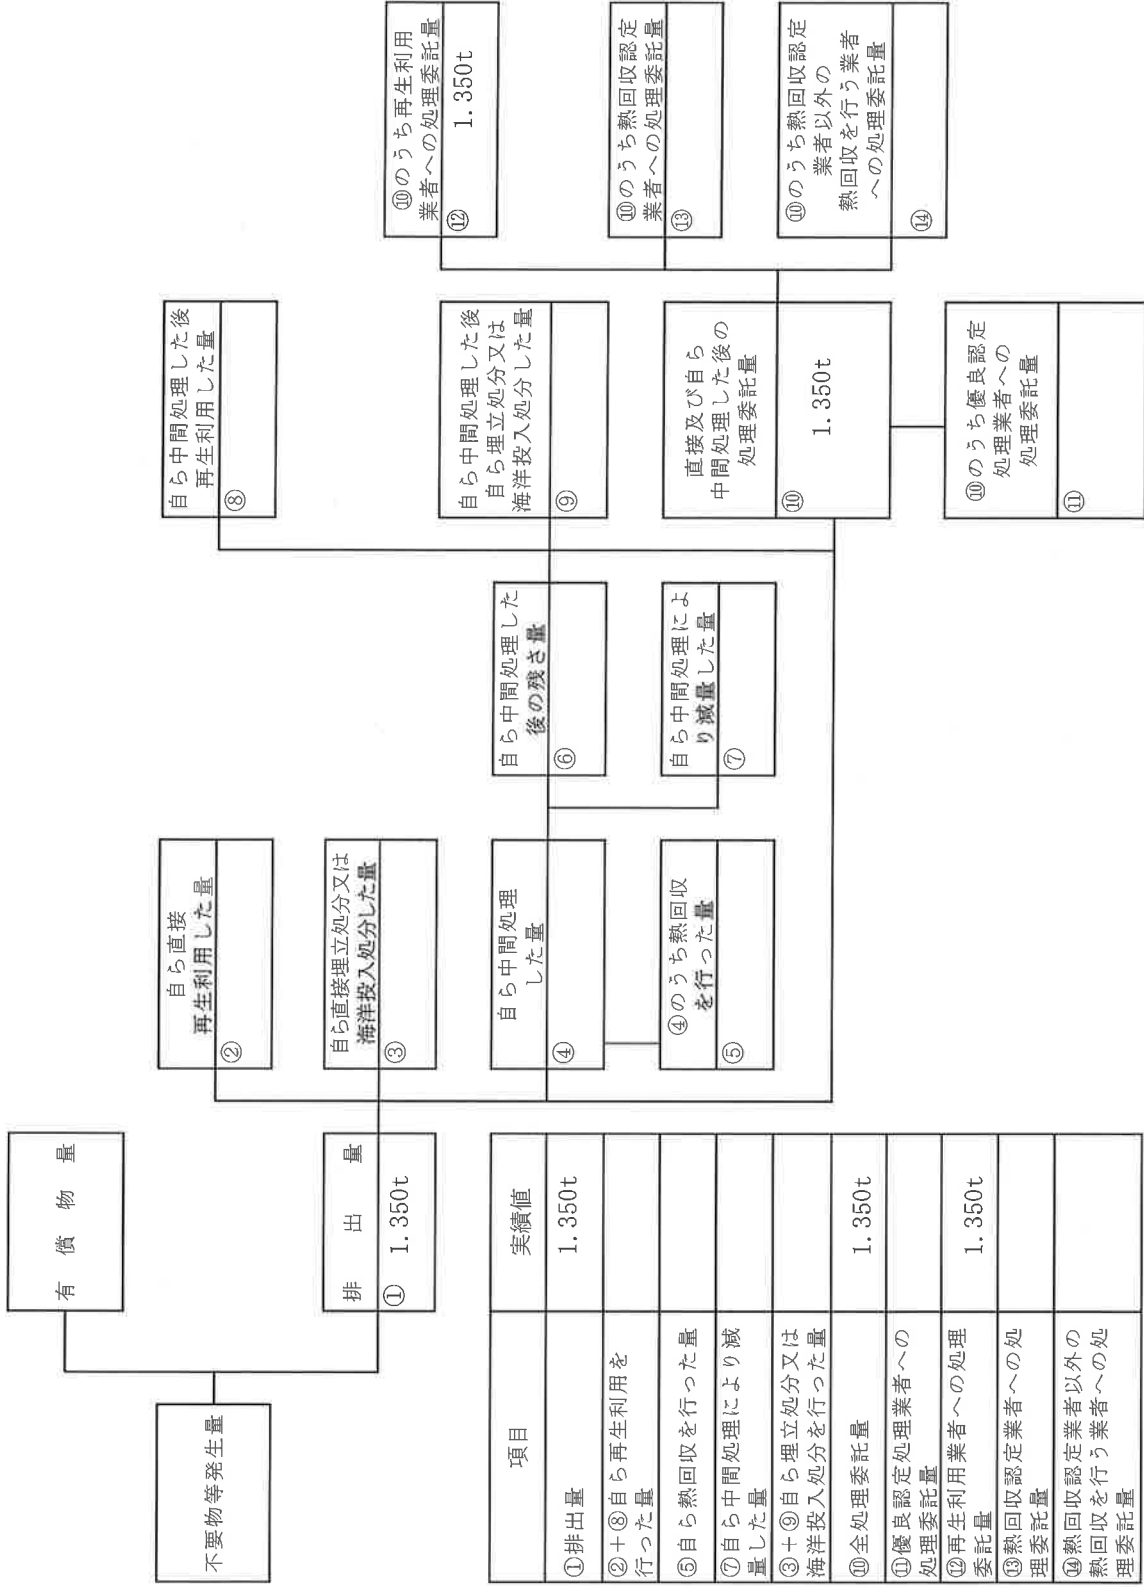 不要物等発生量
有償物量
排出量
① 1.350t
自ら直接
再生利用した量
②
自ら直接埋立処分又は
海洋投入処分した量
③
自ら中間処理
した量
④
④のうち熱回収
を行った量
⑤
自ら中間処理した
後の残さ量
⑥
自ら中間処理によ
り減量した量
⑦
自ら中間処理した後
再生利用した量
⑧
自ら中間処理した後
自ら埋立処分又は
海洋投入処分した量
⑨
直接及び自ら
中間処理した後の
処理委託量
⑩
1.350t
⑩のうち優良認定
処理業者への
処理委託量
⑪
⑩のうち再生利用
業者への処理委託量
⑫ 1.350t
⑩のうち熱回収認定
業者への処理委託量
⑬
⑩のうち熱回収認定
業者以外の
熱回収を行う業者
への処理委託量
⑭
項目 実績値
①排出量 1.350t
②+⑧自ら再生利用を
行った量
⑤自ら熱回収を行った量
⑦自ら中間処理により減
量した量
③+⑨自ら埋立処分又は
海洋投入処分を行った量
⑩全処理委託量 1.350t
⑪優良認定処理業者への
処理委託量
⑫再生利用業者への処理
委託量 1.350t
⑬熱回収認定業者への処
理委託量
⑭熱回収認定業者以外の
熱回収を行う業者への処
理委託量